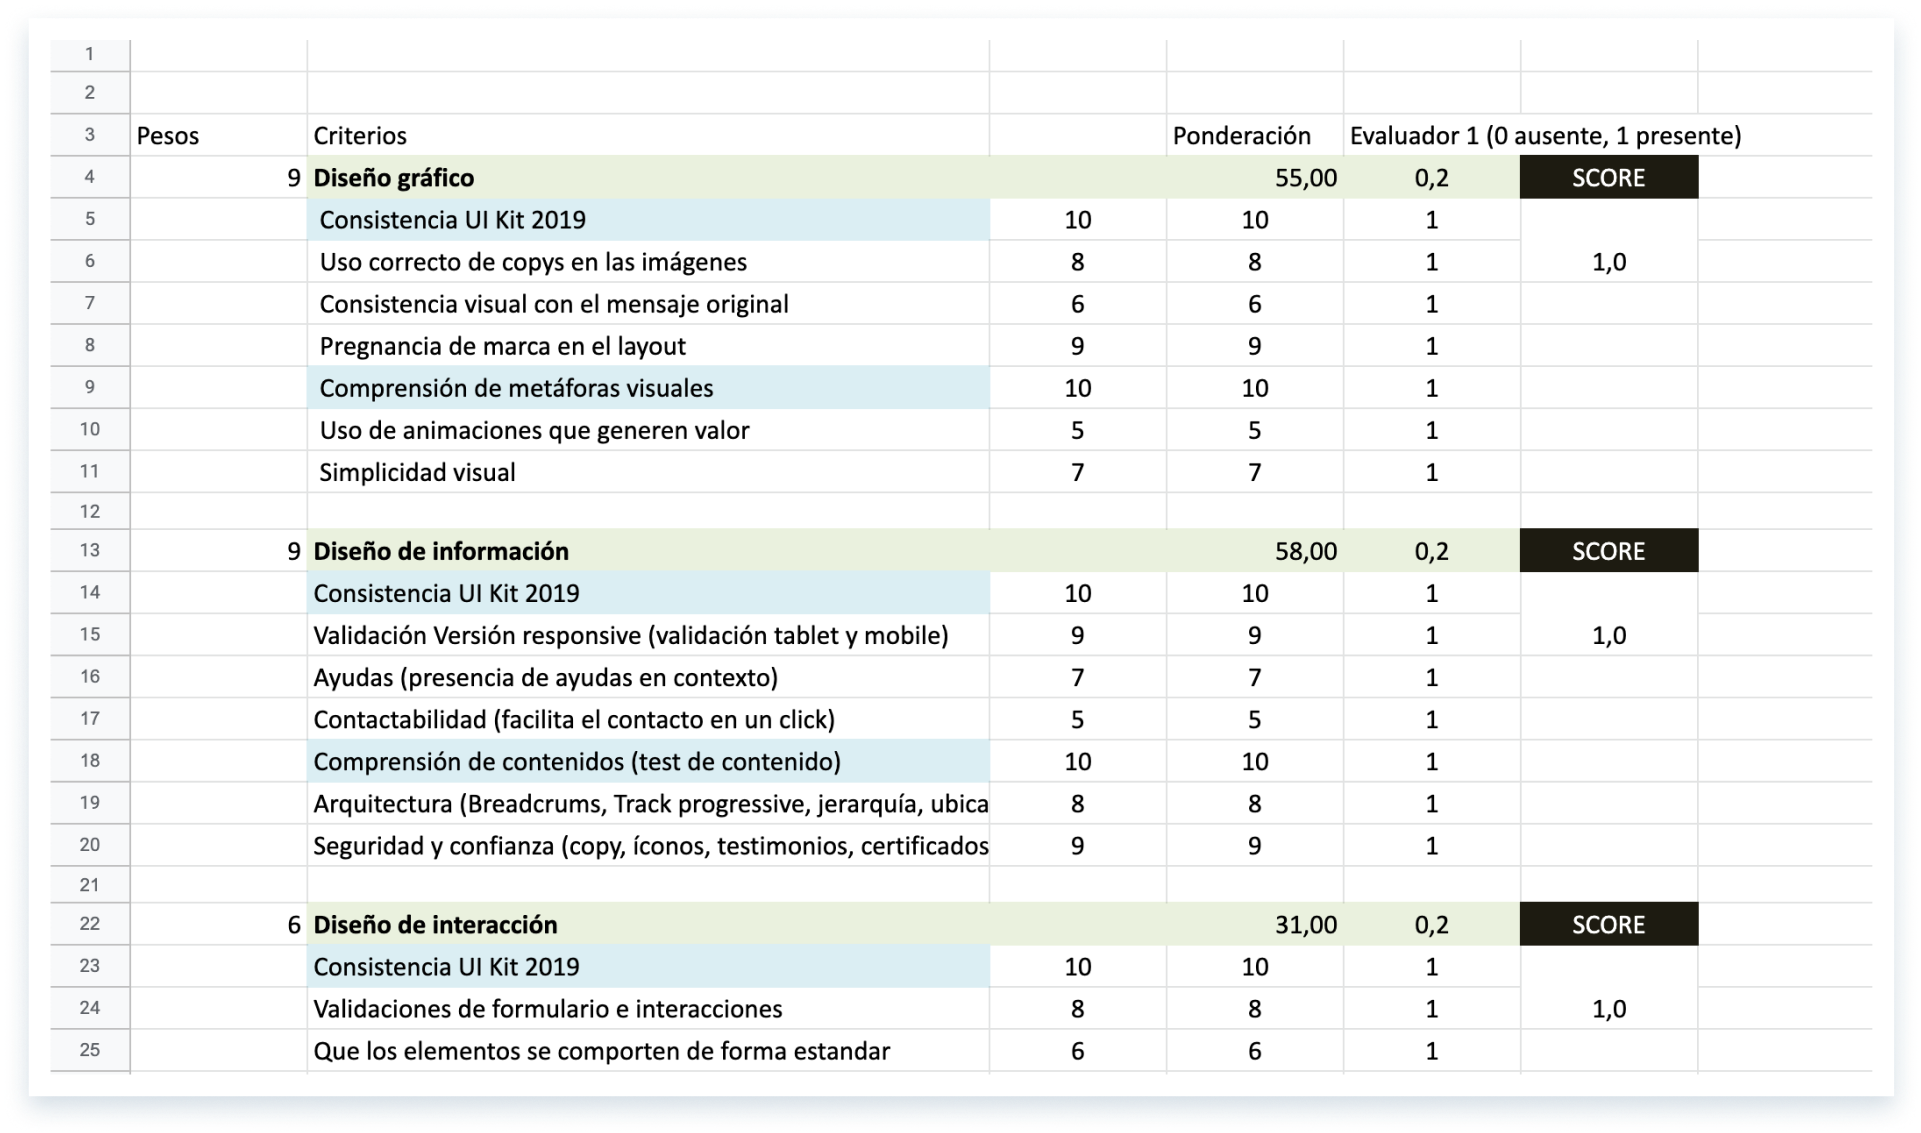 1
2
3 Pesos Criterios Ponderación Evaluador 1 (0 ausente, 1 presente)
4 9 Diseño gráfico 55,00 0,2 SCORE
5 Consistencia UI Kit 2019 10 10 1
6 Uso correcto de copys en las imágenes 8 8 1 1,0
7 Consistencia visual con el mensaje original 6 6 1
8 Pregnancia de marca en el layout 9 9 1
9 Comprensión de metáforas visuales 10 10 1
10 Uso de animaciones que generen valor 5 5 1
11 Simplicidad visual 7 7 1
12
13 9 Diseño de información 58,00 0,2 SCORE
14 Consistencia UI Kit 2019 10 10 1
15 Validación Versión responsive (validación tablet y mobile) 9 9 1 1,0
16 Ayudas (presencia de ayudas en contexto) 7 7 1
17 Contactabilidad (facilita el contacto en un click) 5 5 1
18 Comprensión de contenidos (test de contenido) 10 10 1
19 Arquitectura (Breadcrums, Track progressive, jerarquía, ubica 8 8 1
20 Seguridad y confianza (copy, íconos, testimonios, certificados 9 9 1
21
22 6 Diseño de interacción 31,00 0,2 SCORE
23 Consistencia UI Kit 2019 10 10 1
24 Validaciones de formulario e interacciones 8 8 1 1,0
25 Que los elementos se comporten de forma estandar 6 6 1